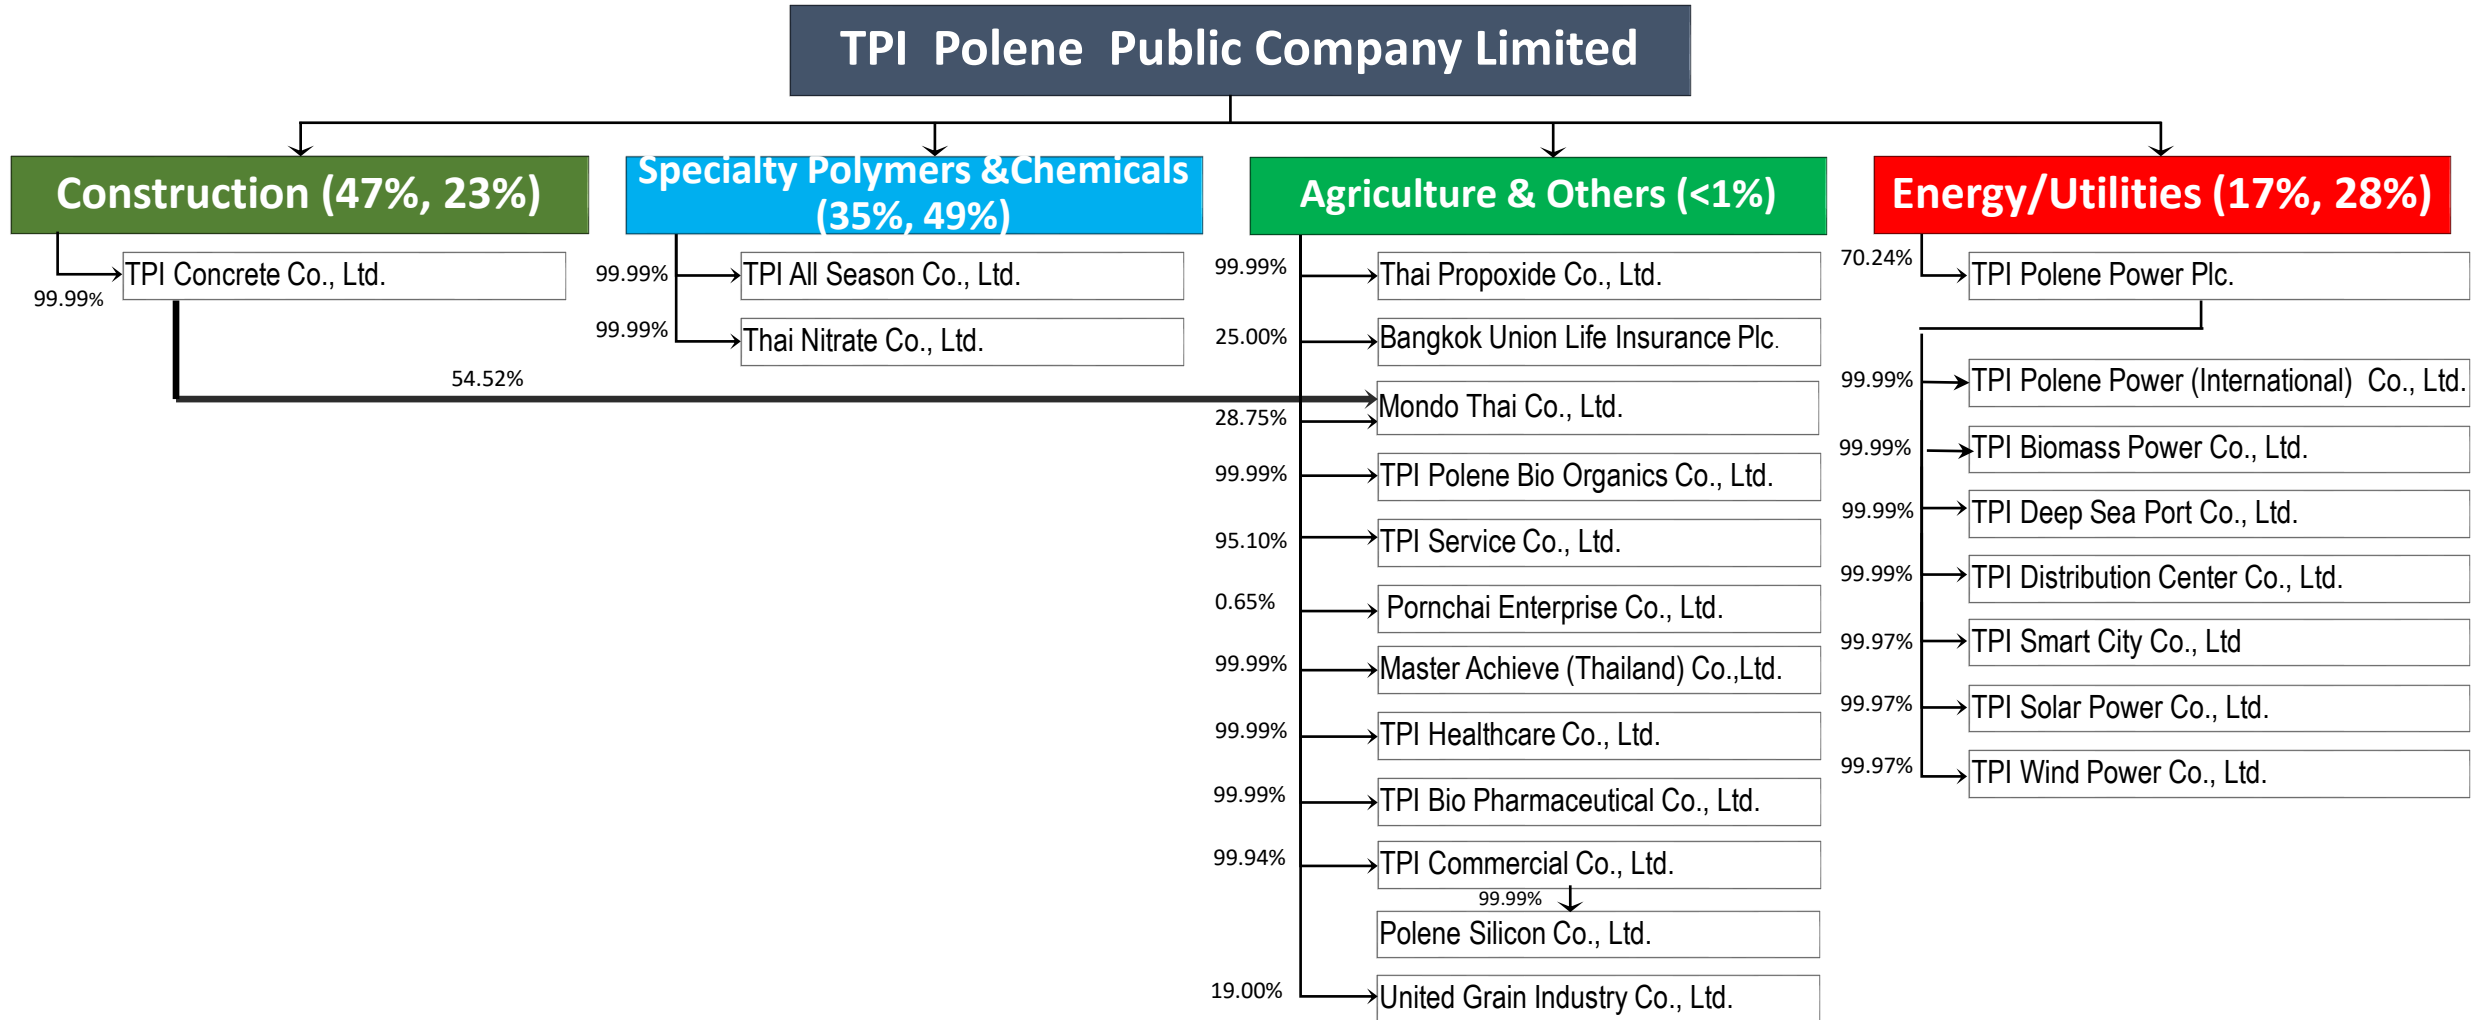 TPI Polene Public Company Limited
Construction (47%, 23%)
99.99%
TPI Concrete Co., Ltd.
54.52%
Specialty Polymers &Chemicals
(35%, 49%)
99.99%
TPI All Season Co., Ltd.
99.99%
Thai Nitrate Co., Ltd.
Agriculture & Others (<1%)
99.99%
Thai Propoxide Co., Ltd.
25.00%
Bangkok Union Life Insurance Plc.
28.75%
Mondo Thai Co., Ltd.
99.99%
TPI Polene Bio Organics Co., Ltd.
95.10%
TPI Service Co., Ltd.
0.65%
Pornchai Enterprise Co., Ltd.
99.99%
Master Achieve (Thailand) Co.,Ltd.
99.99%
TPI Healthcare Co., Ltd.
99.99%
TPI Bio Pharmaceutical Co., Ltd.
99.94%
TPI Commercial Co., Ltd.
99.99%
Polene Silicon Co., Ltd.
19.00%
United Grain Industry Co., Ltd.
Energy/Utilities (17%, 28%)
70.24%
TPI Polene Power Plc.
99.99%
TPI Polene Power (International) Co., Ltd.
99.99%
TPI Biomass Power Co., Ltd.
99.99%
TPI Deep Sea Port Co., Ltd.
99.99%
TPI Distribution Center Co., Ltd.
99.97%
TPI Smart City Co., Ltd
99.97%
TPI Solar Power Co., Ltd.
99.97%
TPI Wind Power Co., Ltd.